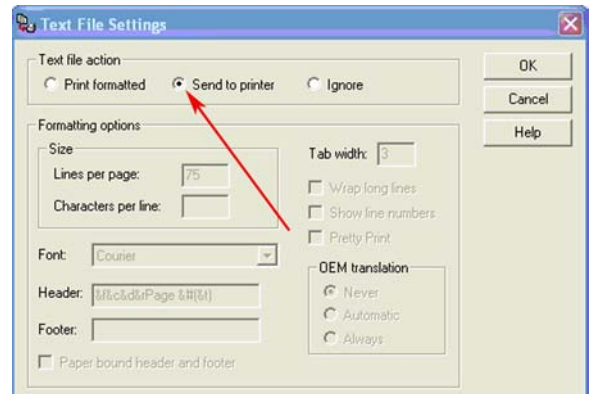 Text File Settings
Text file action
Print formatted
Send to printer
Ignore
OK
Cancel
Help
Formatting options
Size
Lines per page: 75
Characters per line:
Tab width: 3
Wrap long lines
Show line numbers
Pretty Print
Font: Courier
Header: &f&c&d&rPage &#(&t)
Footer:
Paper bound header and footer
OEM translation
Never
Automatic
Always